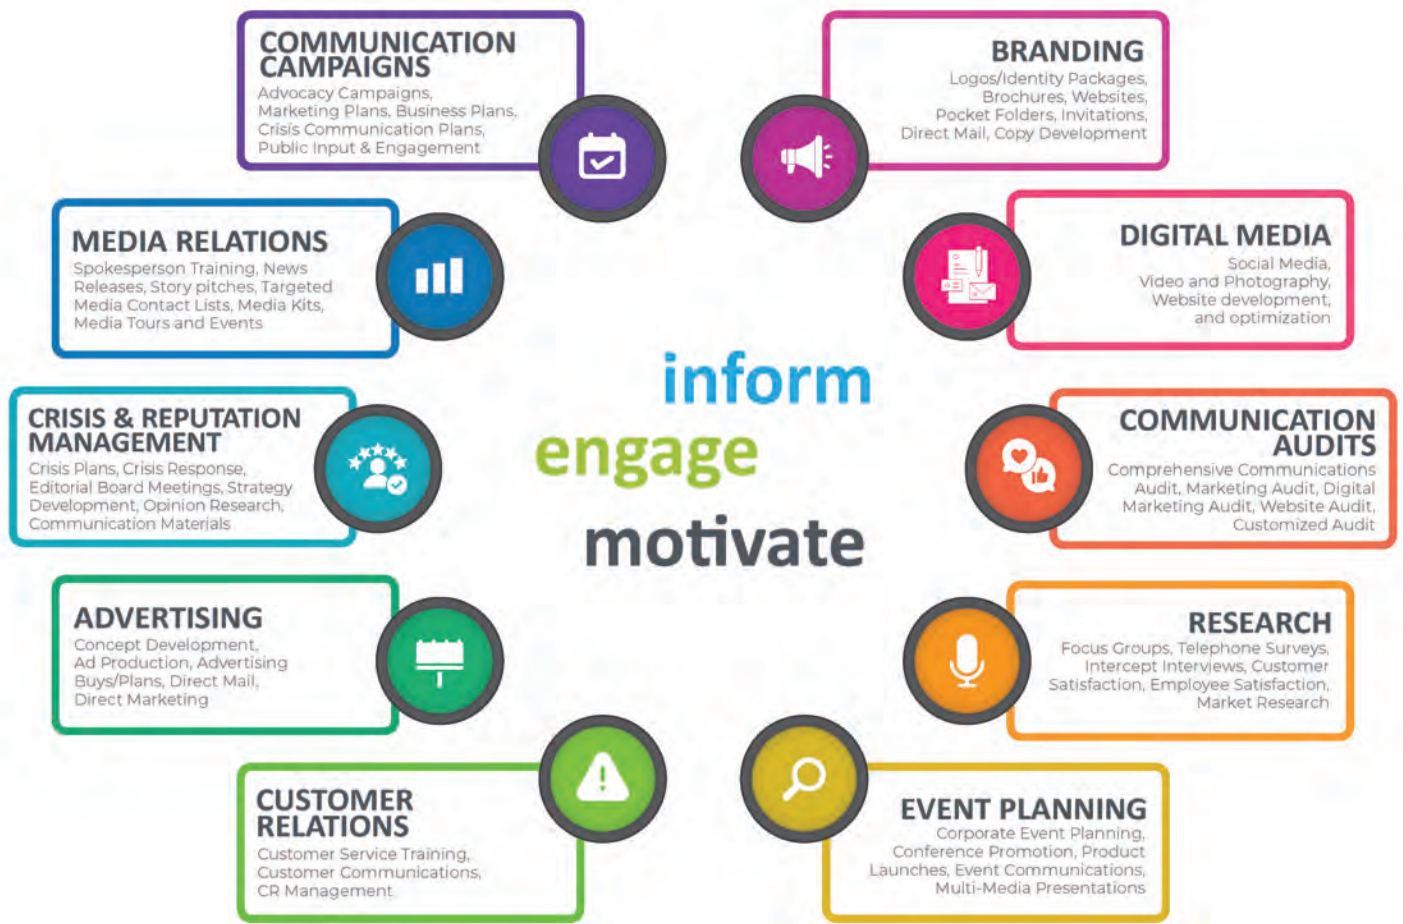 COMMUNICATION
CAMPAIGNS
Advocacy Campaigns,
Marketing Plans, Business Plans,
Crisis Communication Plans,
Public Input & Engagement
BRANDING
Logos/Identity Packages,
Brochures, Websites,
Pocket Folders, Invitations,
Direct Mail, Copy Development
MEDIA RELATIONS
Spokesperson Training, News
Releases, Story pitches, Targeted
Media Contact Lists, Media Kits,
Media Tours and Events
DIGITAL MEDIA
Social Media,
Video and Photography,
Website development,
and optimization
inform
engage
motivate
CRISIS & REPUTATION
MANAGEMENT
Crisis Plans, Crisis Response,
Editorial Board Meetings, Strategy
Development, Opinion Research,
Communication Materials
COMMUNICATION
AUDITS
Comprehensive Communications
Audit, Marketing Audit, Digital
Marketing Audit, Website Audit,
Customized Audit
ADVERTISING
Concept Development,
Ad Production, Advertising
Buys/Plans, Direct Mail,
Direct Marketing
RESEARCH
Focus Groups, Telephone Surveys,
Intercept Interviews, Customer
Satisfaction, Employee Satisfaction,
Market Research
CUSTOMER
RELATIONS
Customer Service Training,
Customer Communications,
CR Management
EVENT PLANNING
Corporate Event Planning,
Conference Promotion, Product
Launches, Event Communications,
Multi-Media Presentations